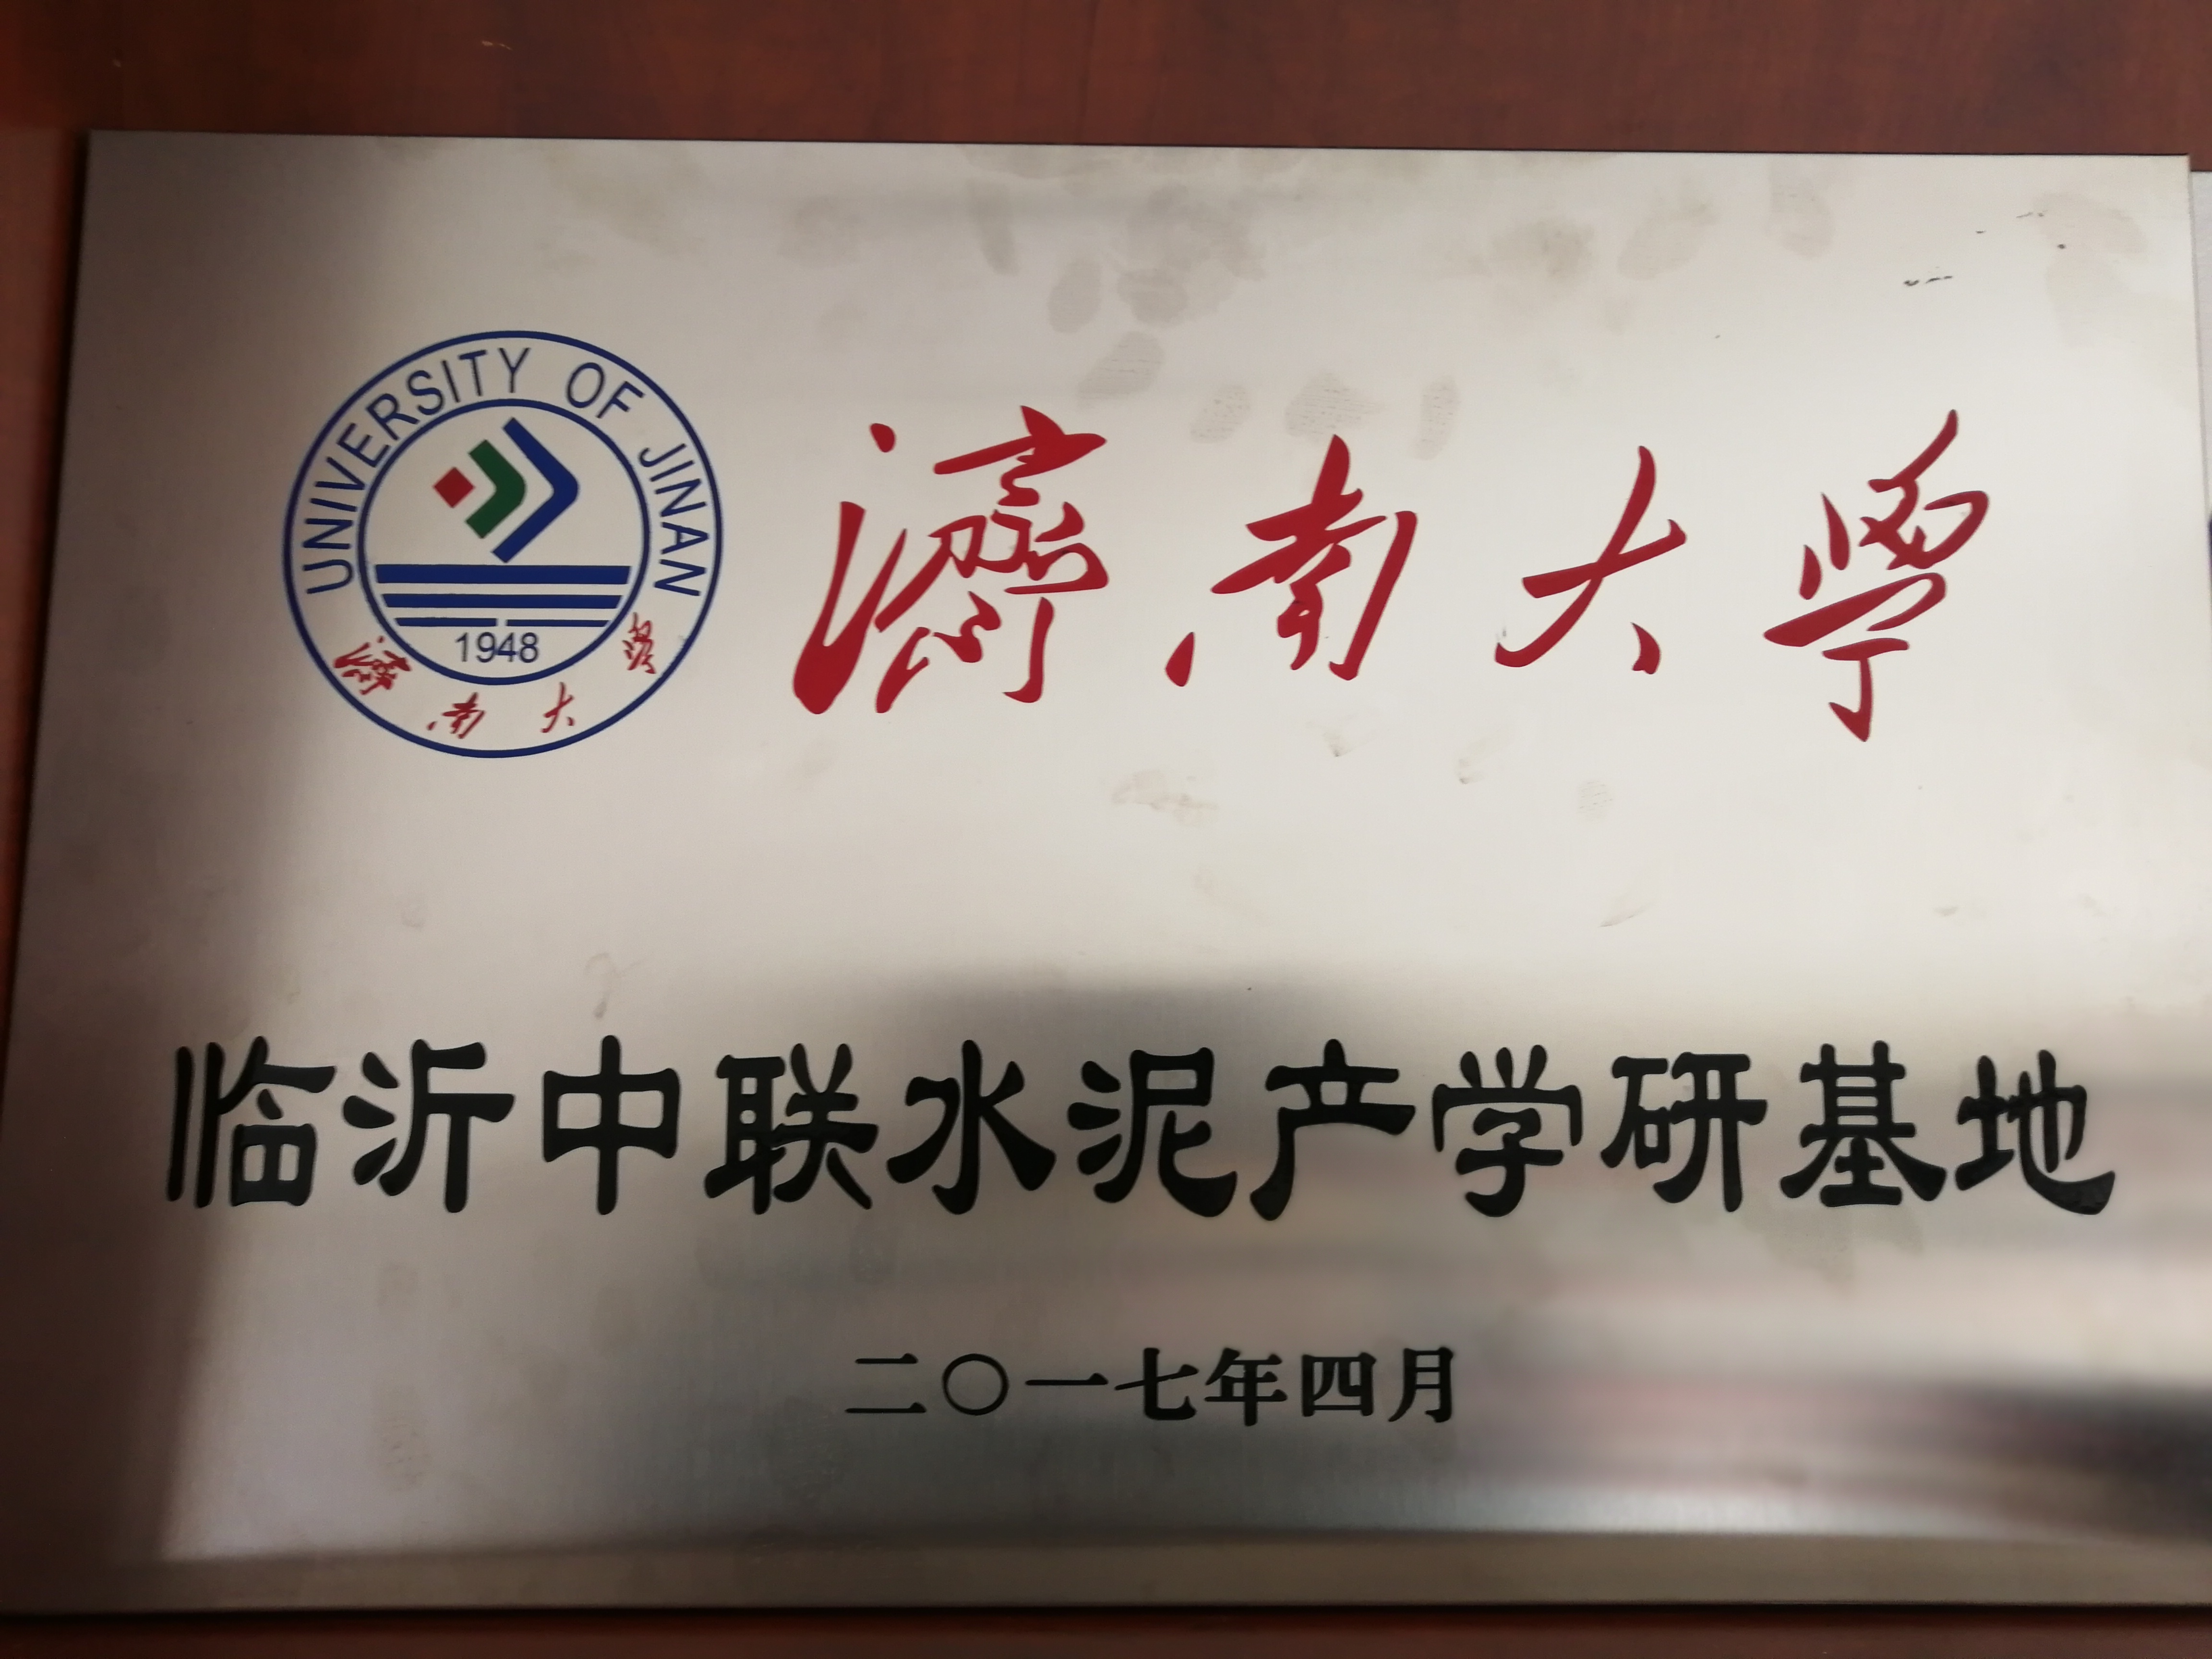 UNIVERSITY OF JINAN
1948
濟南大學
濟南大學
临沂中联水泥产学研基地
二〇一七年四月